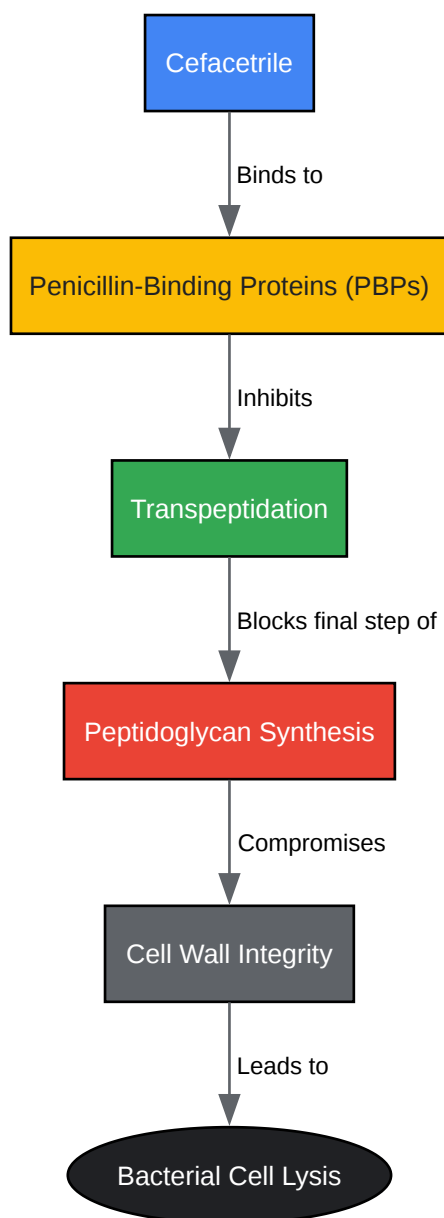 Cefacetrile
Binds to
Penicillin-Binding Proteins (PBPs)
Inhibits
Transpeptidation
Blocks final step of
Peptidoglycan Synthesis
Compromises
Cell Wall Integrity
Leads to
Bacterial Cell Lysis